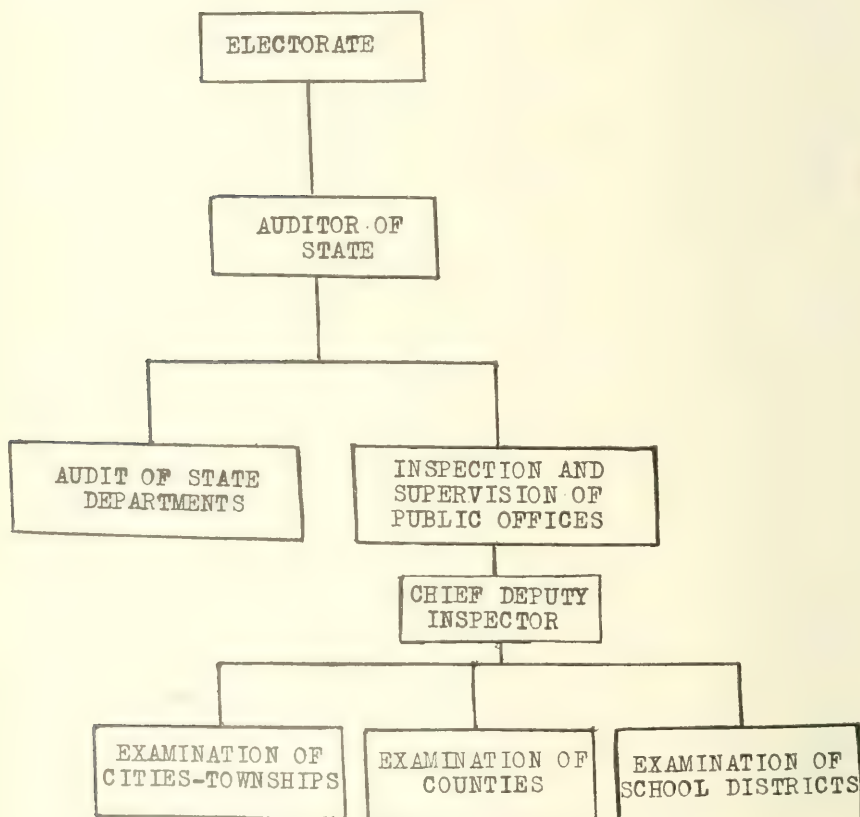 ELECTORATE
AUDITOR OF
STATE
AUDIT OF STATE
DEPARTMENTS
INSPECTION AND
SUPERVISION OF
PUBLIC OFFICES
CHIEF DEPUTY
INSPECTOR
EXAMINATION OF
CITIES-TOWNSHIPS
EXAMINATION OF
COUNTIES
EXAMINATION OF
SCHOOL DISTRICTS